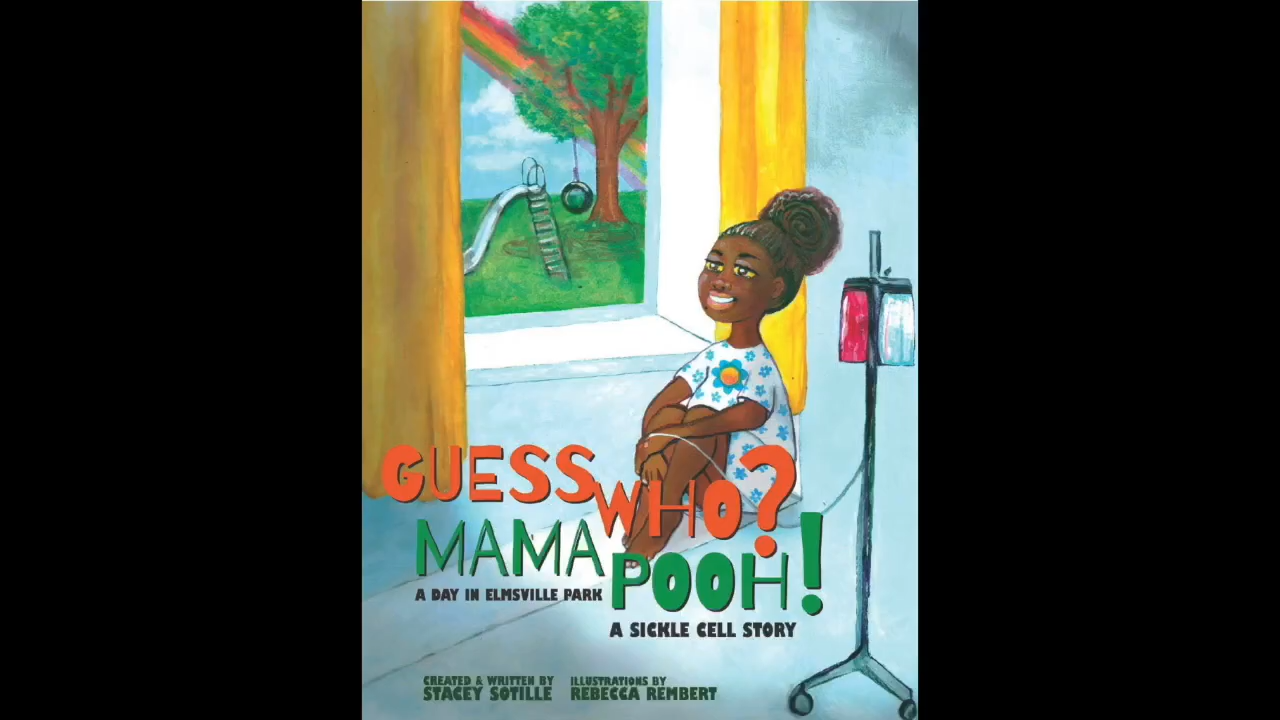 GUESS
WHO?
MAMA
POOH!
A DAY IN ELMSVILLE PARK
A SICKLE CELL STORY
CREATED & WRITTEN BY
STACEY SOTILLE
ILLUSTRATIONS BY
REBECCA REMBERT